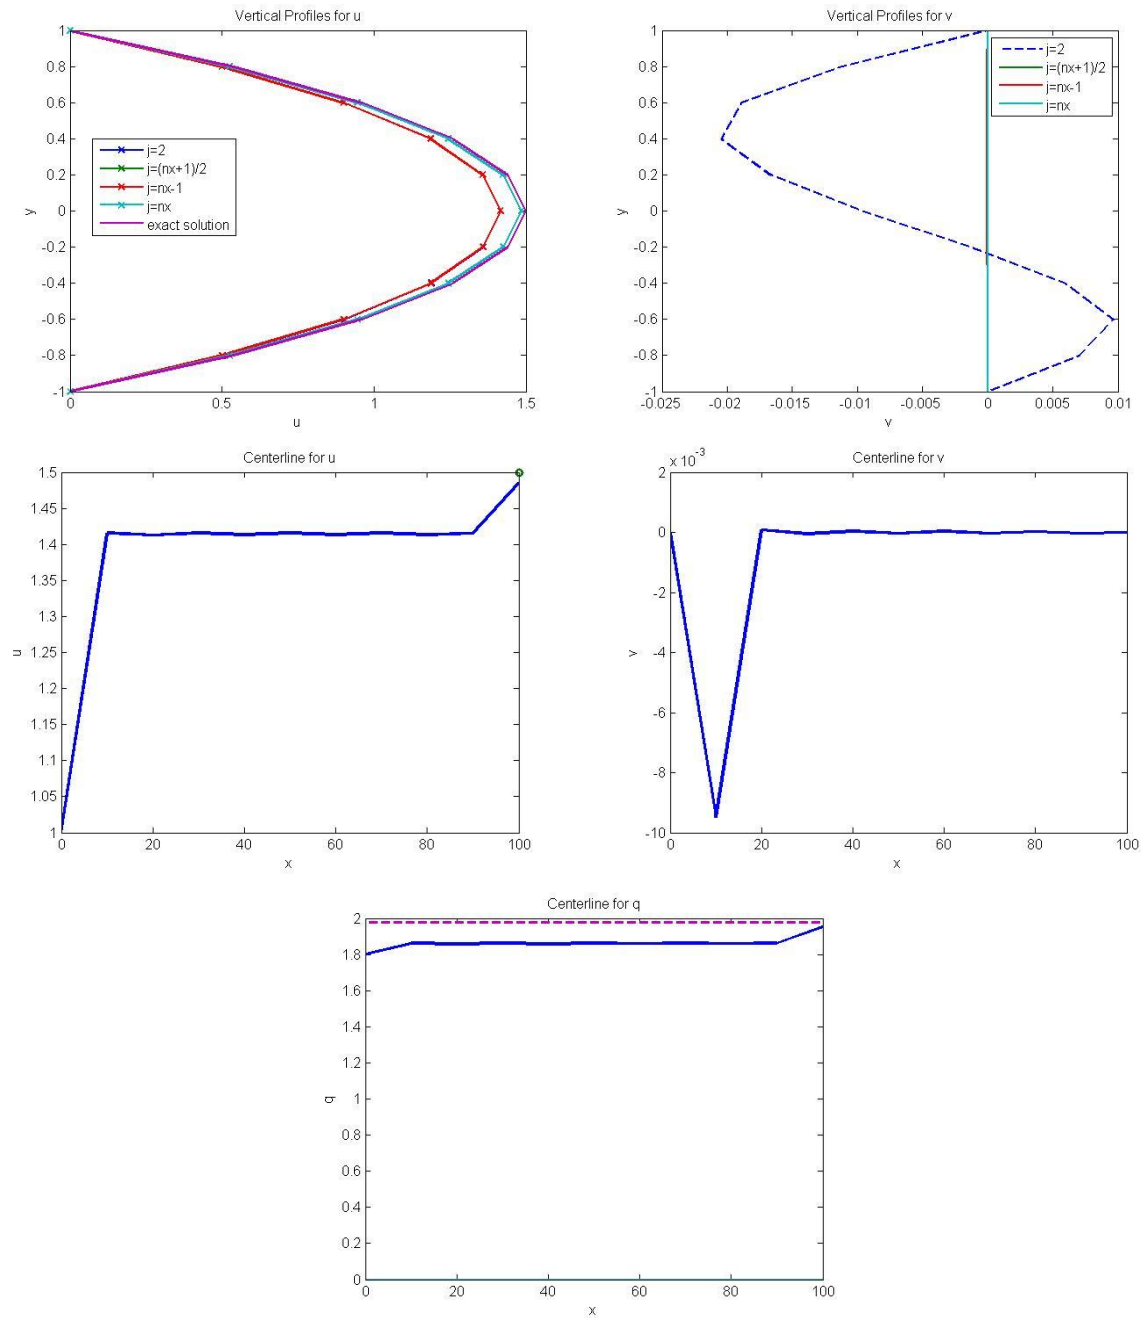 Vertical Profiles for u
1
0.8
0.6
0.4
0.2
0
-0.2
-0.4
-0.6
-0.8
-1
y
j=2
j=(nx+1)/2
j=nx-1
j=nx
exact solution
0 0.5 1 1.5
u
Vertical Profiles for v
1
0.8
0.6
0.4
0.2
0
-0.2
-0.4
-0.6
-0.8
-1
y
j=2
j=(nx+1)/2
j=nx-1
j=nx
-0.025 -0.02 -0.015 -0.01 -0.005 0 0.005 0.01
v
Centerline for u
1.5
1.45
1.4
1.35
1.3
1.25
1.2
1.15
1.1
1.05
1
u
0 20 40 60 80 100
x
Centerline for v
x 10⁻³
2
0
-2
-4
-6
-8
-10
v
0 20 40 60 80 100
x
Centerline for q
2
1.8
1.6
1.4
1.2
1
0.8
0.6
0.4
0.2
0
q
0 20 40 60 80 100
x